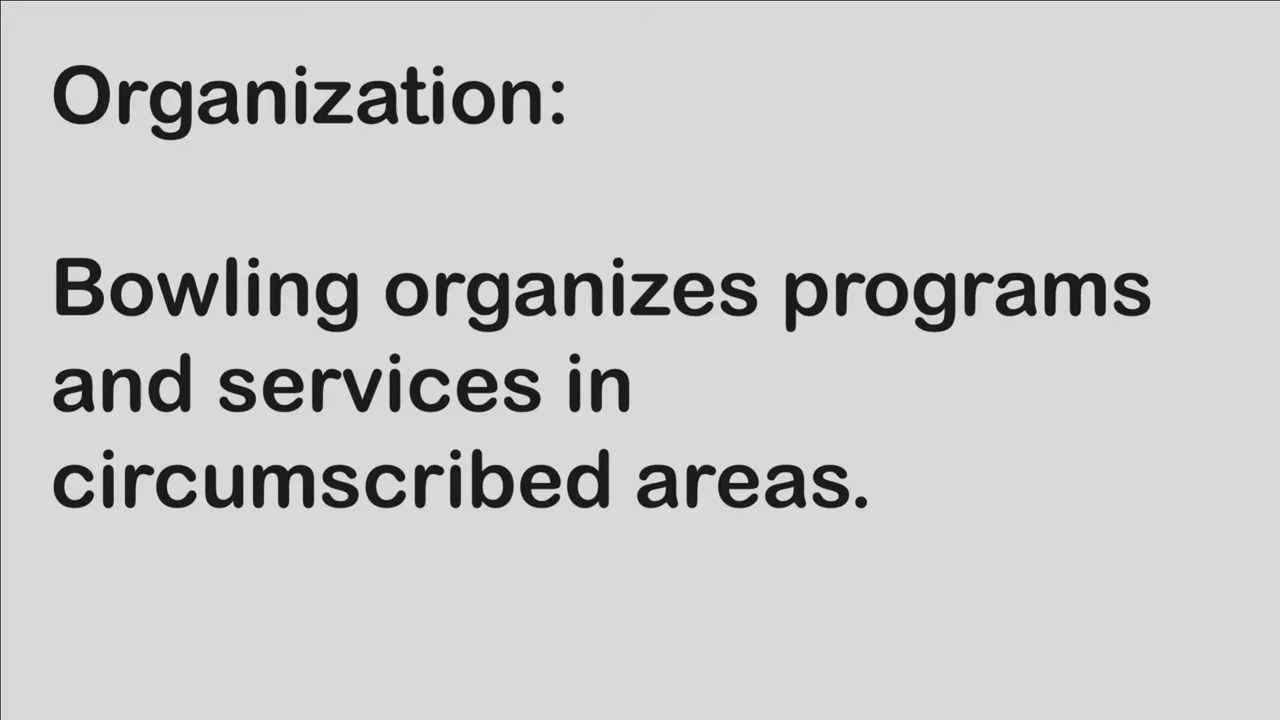 Organization:
Bowling organizes programs
and services in
circumscribed areas.